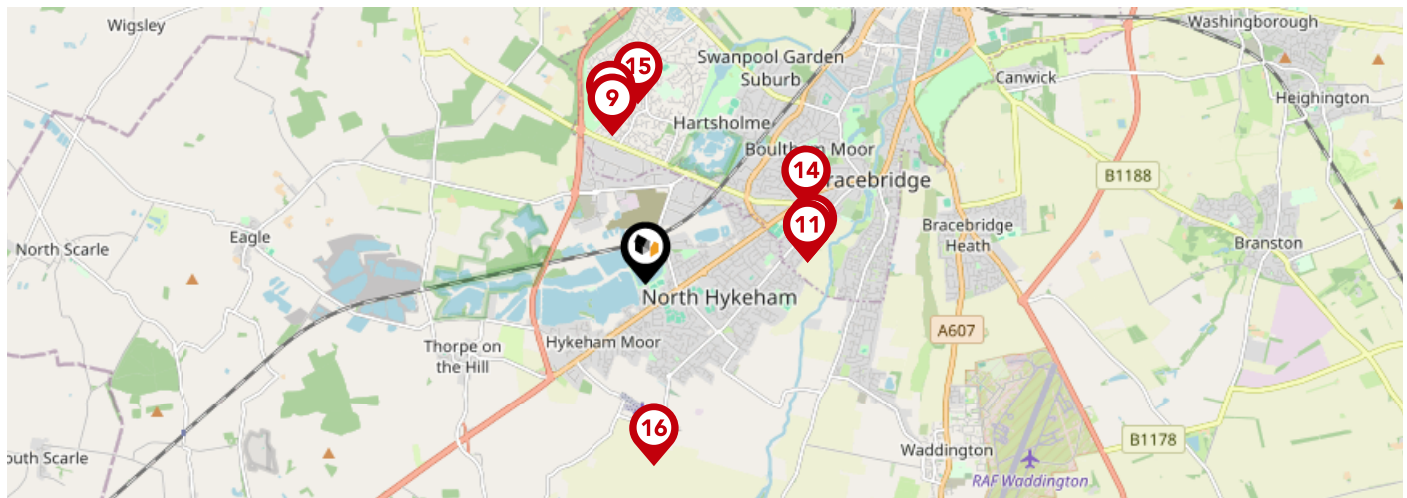 Wigsley
Washingborough
Swanpool Garden
Suburb
15
Canwick
9
Heighington
Hartsholme
Boultham Moor
14
racebridge
B1188
11
Bracebridge
Heath
Eagle
North Scarle
Branston
North Hykeham
A607
Hykeham Moor
Thorpe on
the Hill
16
B1178
Waddington
outh Scarle
RAF Waddington